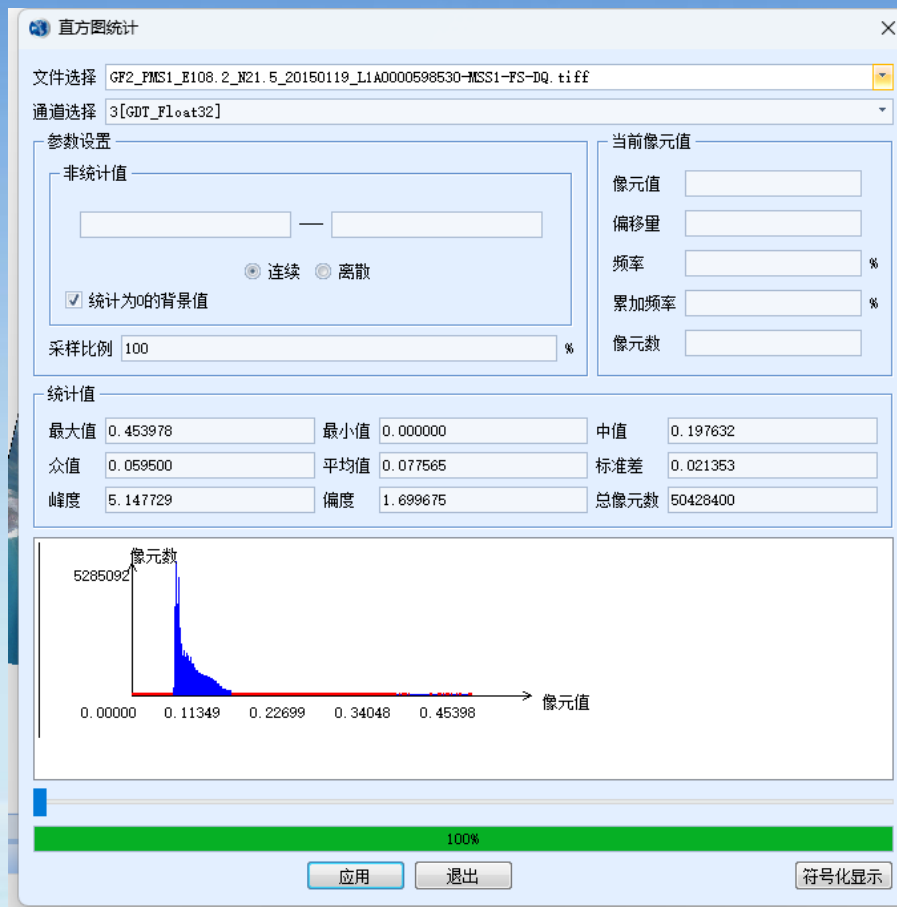 直方图统计
文件选择 GF2_PMS1_E108.2_N21.5_20150119_L1A0000598530-MSS1-FS-DQ.tiff
通道选择 3[GDT_Float32]
参数设置
非统计值
—
连续 离散
统计为0的背景值
采样比例 100 %
当前像元值
像元值
偏移量
频率 %
累加频率 %
像元数
统计值
最大值 0.453978 最小值 0.000000 中值 0.197632
众值 0.059500 平均值 0.077565 标准差 0.021353
峰度 5.147729 偏度 1.699675 总像元数 50428400
像元数
5285092
像元值
0.00000 0.11349 0.22699 0.34048 0.45398
100%
应用 退出 符号化显示